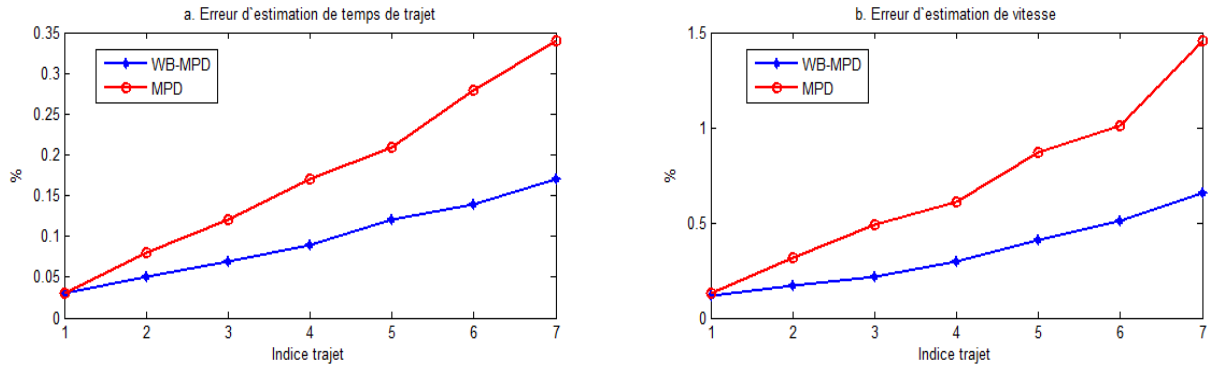 a. Erreur d`estimation de temps de trajet
0.35
0.3
0.25
0.2
0.15
0.1
0.05
0
%
WB-MPD
MPD
1 2 3 4 5 6 7
Indice trajet
b. Erreur d`estimation de vitesse
1.5
1
0.5
0
%
WB-MPD
MPD
1 2 3 4 5 6 7
Indice trajet